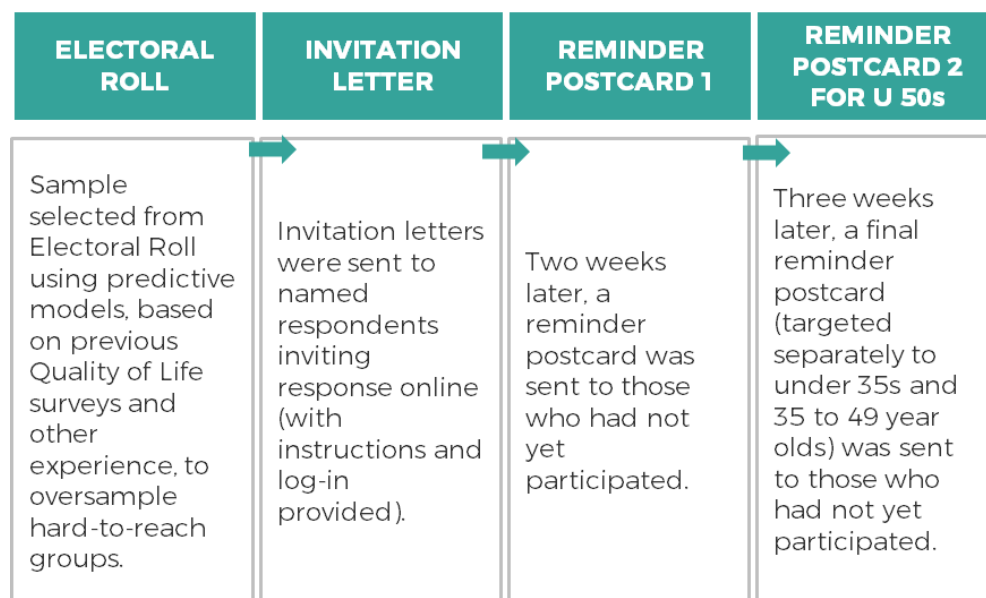 ELECTORAL
ROLL
Sample
selected from
Electoral Roll
using predictive
models, based
on previous
Quality of Life
surveys and
other
experience, to
oversample
hard-to-reach
groups.
INVITATION
LETTER
Invitation letters
were sent to
named
respondents
inviting
response online
(with
instructions and
log-in
provided).
REMINDER
POSTCARD 1
Two weeks
later, a
reminder
postcard was
sent to those
who had not
yet
participated.
REMINDER
POSTCARD 2
FOR U 50s
Three weeks
later, a final
reminder
postcard
(targeted
separately to
under 35s and
35 to 49 year
olds) was sent
to those who
had not yet
participated.